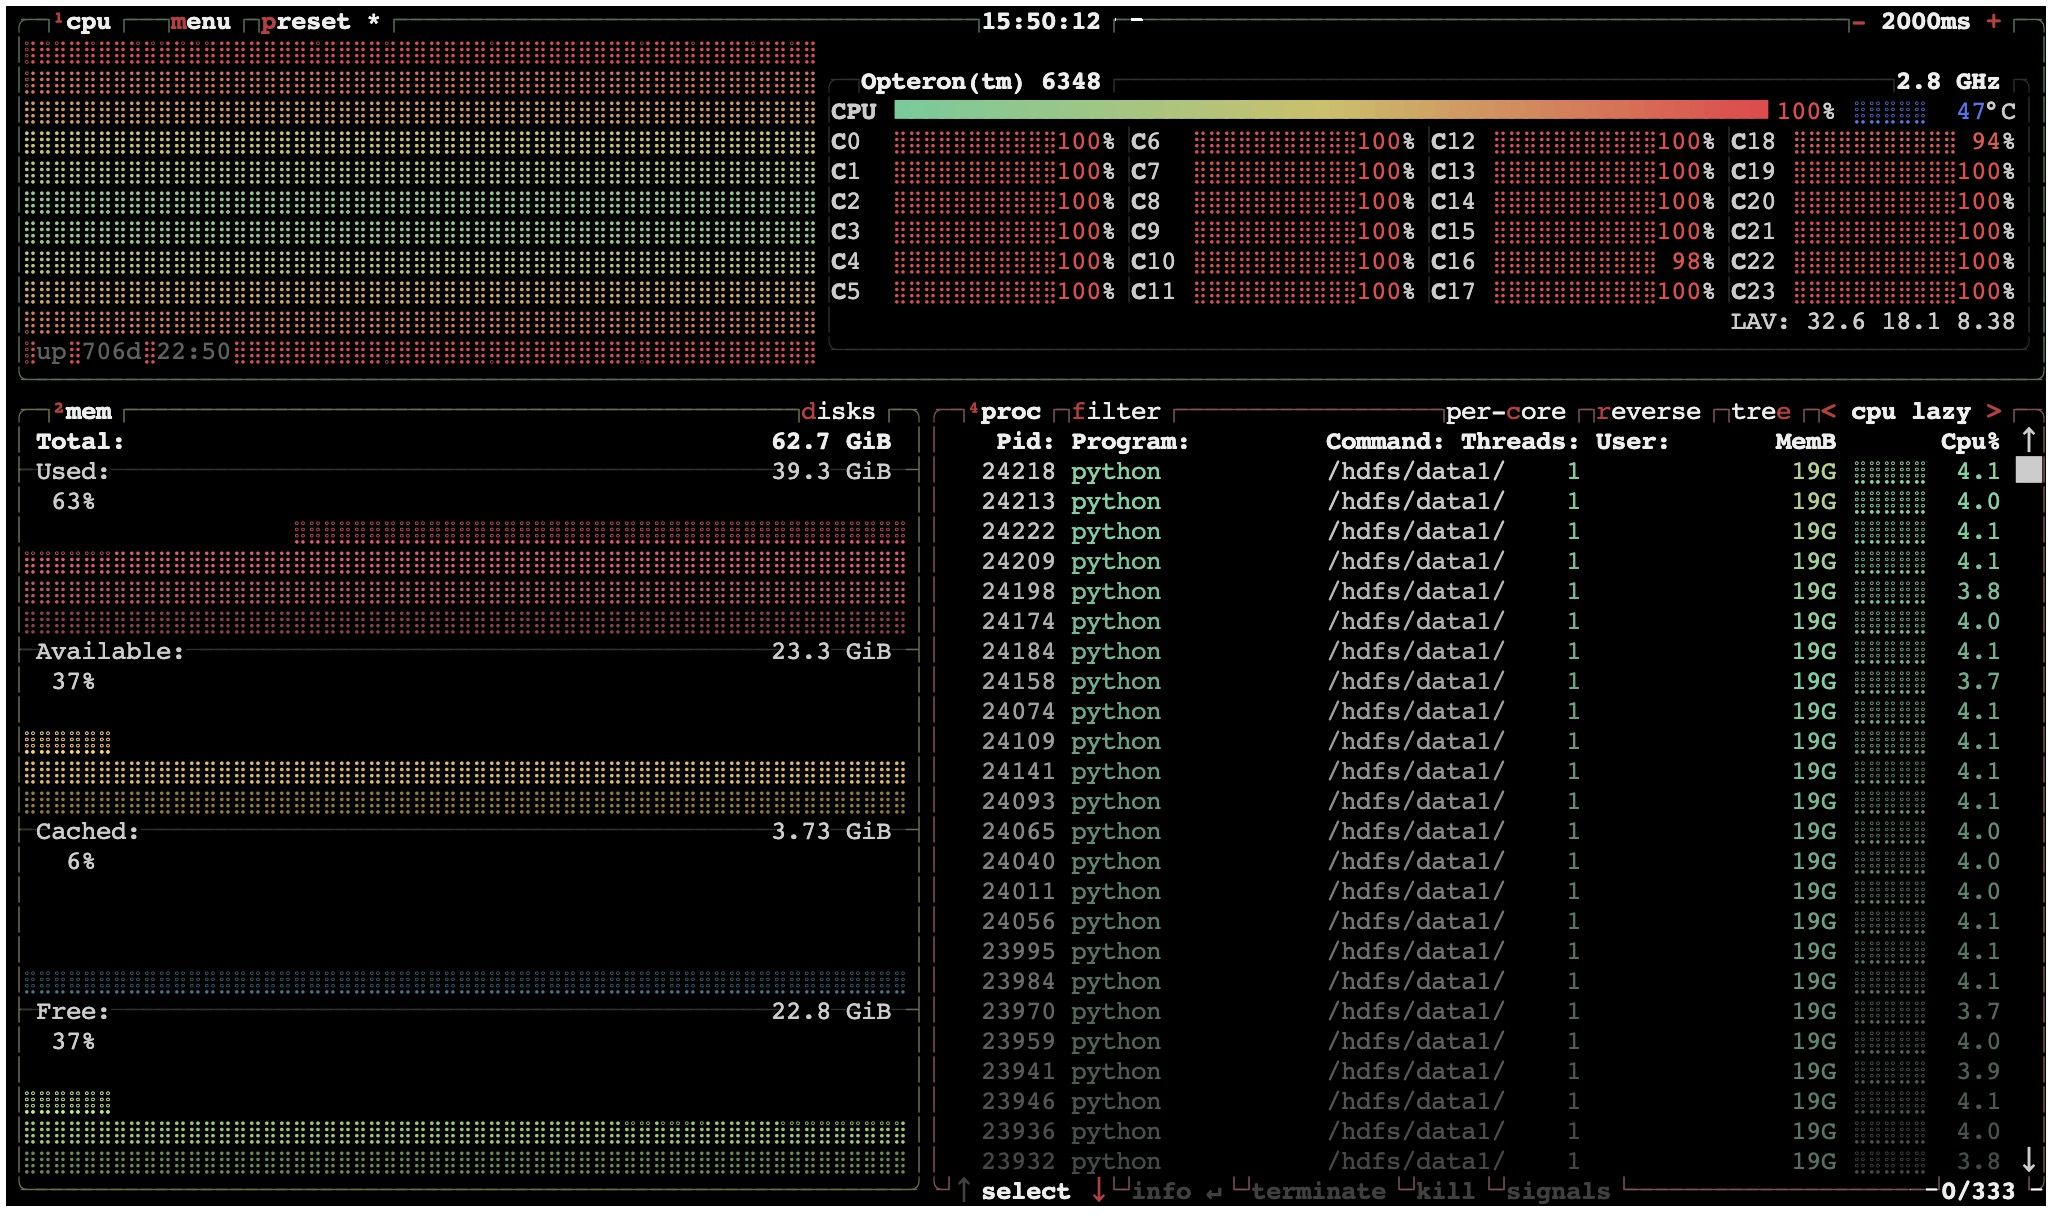 ¹cpu menu preset * 15:50:12 - - 2000ms +
Opteron(tm) 6348 2.8 GHz
CPU 100% 47°C
C0 100% C6 100% C12 100% C18 94%
C1 100% C7 100% C13 100% C19 100%
C2 100% C8 100% C14 100% C20 100%
C3 100% C9 100% C15 100% C21 100%
C4 100% C10 100% C16 98% C22 100%
C5 100% C11 100% C17 100% C23 100%
LAV: 32.6 18.1 8.38
up 706d 22:50
²mem disks
Total: 62.7 GiB
Used: 39.3 GiB
63%
Available: 23.3 GiB
37%
Cached: 3.73 GiB
6%
Free: 22.8 GiB
37%
⁴proc filter per-core reverse tree < cpu lazy >
Pid: Program: Command: Threads: User: MemB Cpu% ↑
24218 python /hdfs/data1/ 1 19G 4.1
24213 python /hdfs/data1/ 1 19G 4.0
24222 python /hdfs/data1/ 1 19G 4.1
24209 python /hdfs/data1/ 1 19G 4.1
24198 python /hdfs/data1/ 1 19G 3.8
24174 python /hdfs/data1/ 1 19G 4.0
24184 python /hdfs/data1/ 1 19G 4.1
24158 python /hdfs/data1/ 1 19G 3.7
24074 python /hdfs/data1/ 1 19G 4.1
24109 python /hdfs/data1/ 1 19G 4.1
24141 python /hdfs/data1/ 1 19G 4.1
24093 python /hdfs/data1/ 1 19G 4.1
24065 python /hdfs/data1/ 1 19G 4.0
24040 python /hdfs/data1/ 1 19G 4.0
24011 python /hdfs/data1/ 1 19G 4.0
24056 python /hdfs/data1/ 1 19G 4.1
23995 python /hdfs/data1/ 1 19G 4.1
23984 python /hdfs/data1/ 1 19G 4.1
23970 python /hdfs/data1/ 1 19G 3.7
23959 python /hdfs/data1/ 1 19G 4.0
23941 python /hdfs/data1/ 1 19G 3.9
23946 python /hdfs/data1/ 1 19G 4.1
23936 python /hdfs/data1/ 1 19G 4.0
23932 python /hdfs/data1/ 1 19G 3.8 ↓
↑ select ↓ info ↵ terminate kill signals 0/333